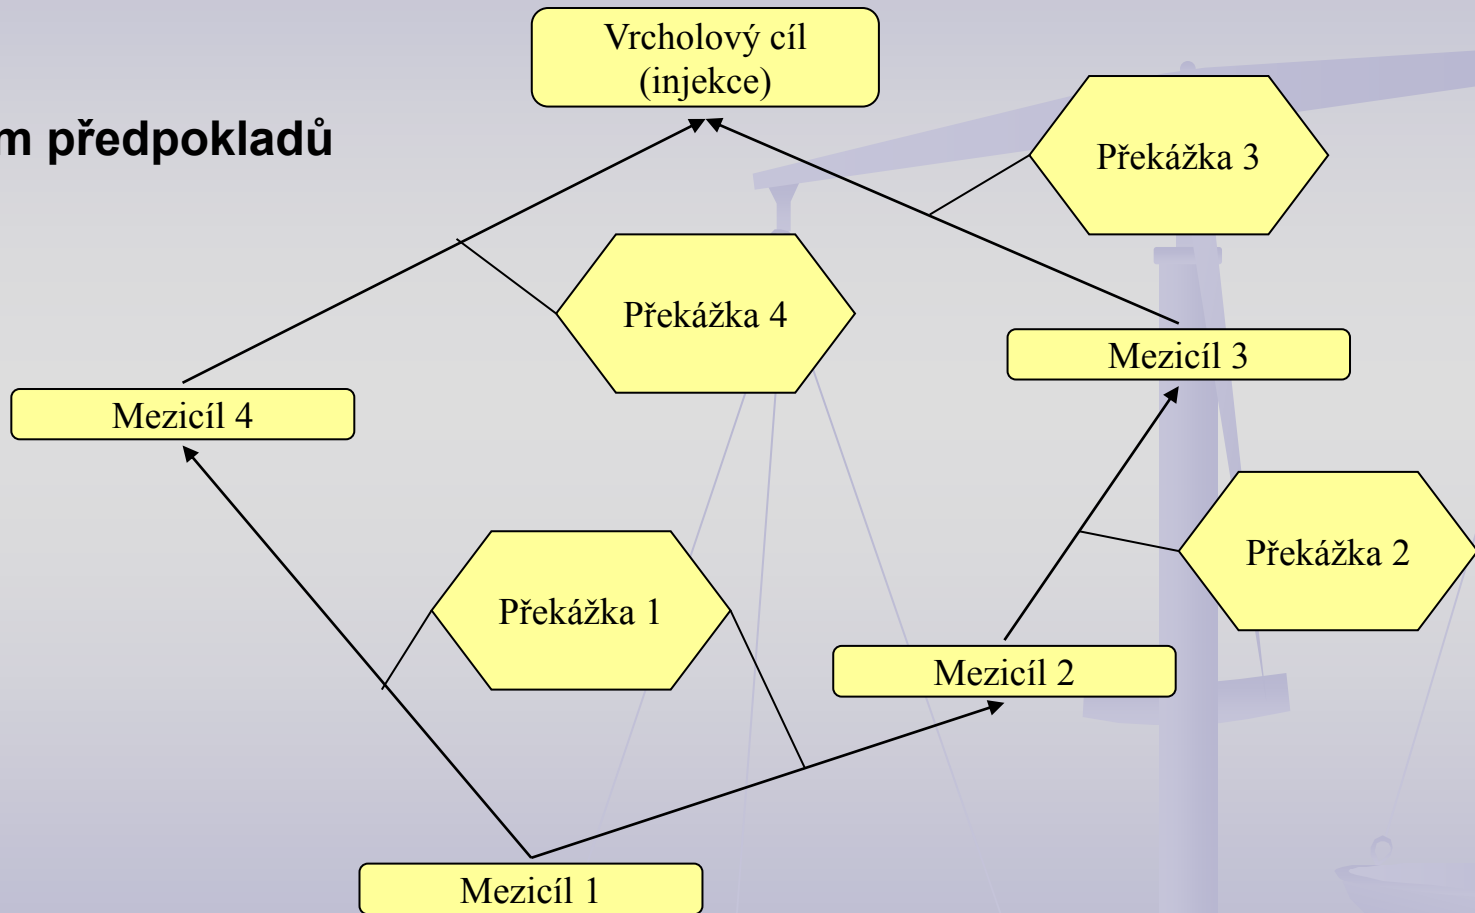 Vrcholový cíl
(injekce)
m předpokladů
Překážka 3
Překážka 4
Mezicíl 3
Mezicíl 4
Překážka 2
Překážka 1
Mezicíl 2
Mezicíl 1